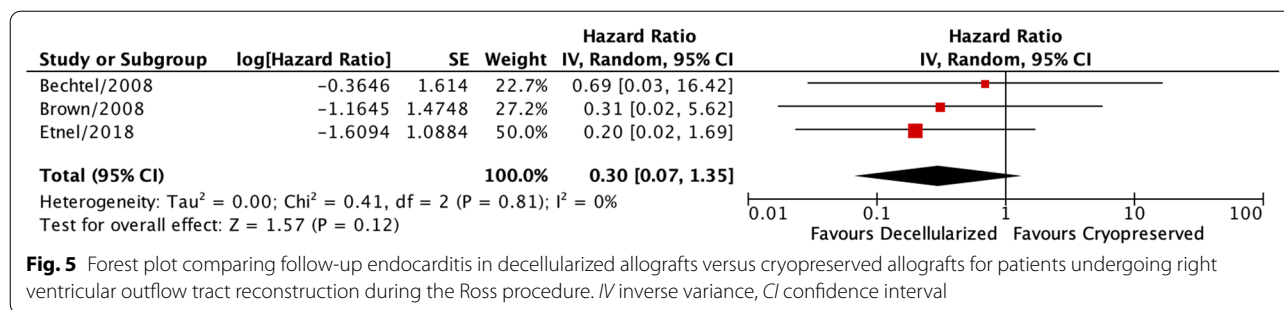 Hazard Ratio Hazard Ratio
Study or Subgroup log[Hazard Ratio] SE Weight IV, Random, 95% CI IV, Random, 95% CI
Bechtel/2008 -0.3646 1.614 22.7% 0.69 [0.03, 16.42]
Brown/2008 -1.1645 1.4748 27.2% 0.31 [0.02, 5.62]
Etnel/2018 -1.6094 1.0884 50.0% 0.20 [0.02, 1.69]
Total (95% CI) 100.0% 0.30 [0.07, 1.35]
Heterogeneity: Tau² = 0.00; Chi² = 0.41, df = 2 (P = 0.81); I² = 0%
Test for overall effect: Z = 1.57 (P = 0.12)
0.01 0.1 1 10 100
Favours Decellularized Favours Cryopreserved
Fig. 5 Forest plot comparing follow-up endocarditis in decellularized allografts versus cryopreserved allografts for patients undergoing right
ventricular outflow tract reconstruction during the Ross procedure. IV inverse variance, CI confidence interval